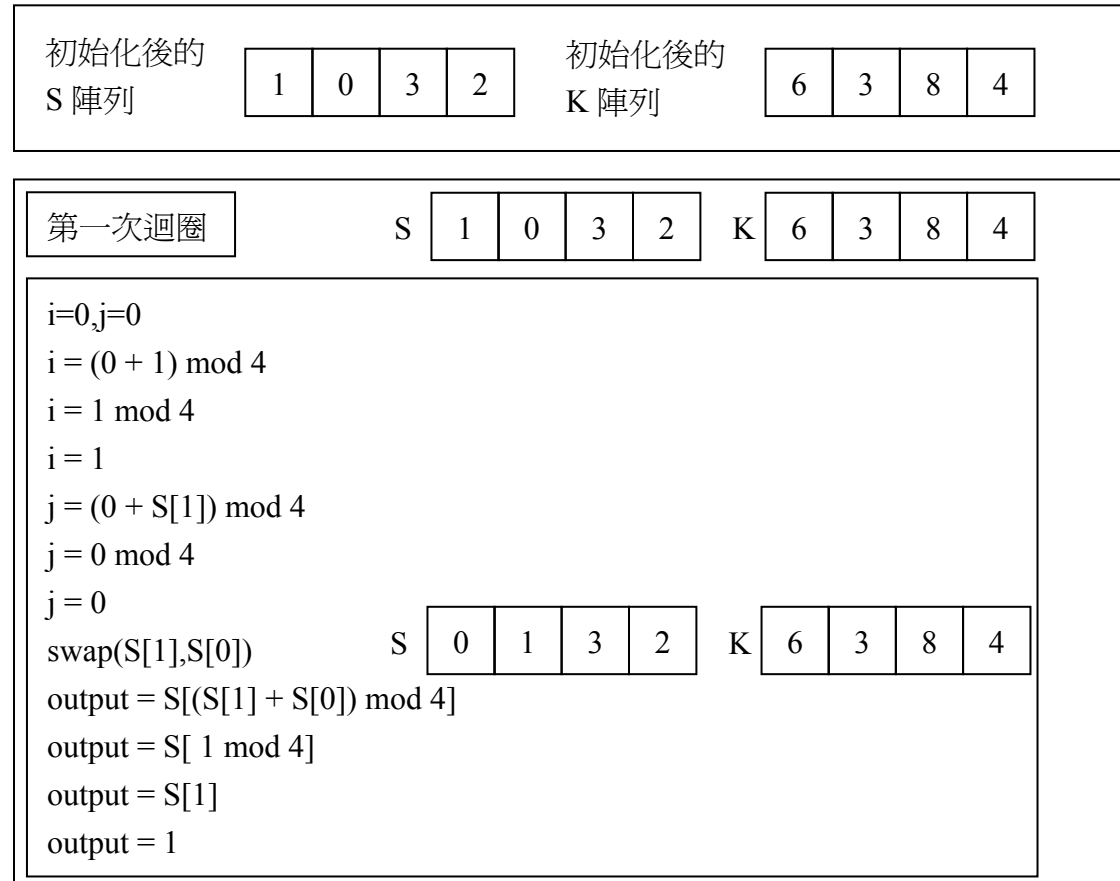 初始化後的
S 陣列
1 0 3 2
初始化後的
K 陣列
6 3 8 4
第一次迴圈
S 1 0 3 2 K 6 3 8 4
i=0,j=0
i = (0 + 1) mod 4
i = 1 mod 4
i = 1
j = (0 + S[1]) mod 4
j = 0 mod 4
j = 0
swap(S[1],S[0])
S 0 1 3 2 K 6 3 8 4
output = S[(S[1] + S[0]) mod 4]
output = S[ 1 mod 4]
output = S[1]
output = 1